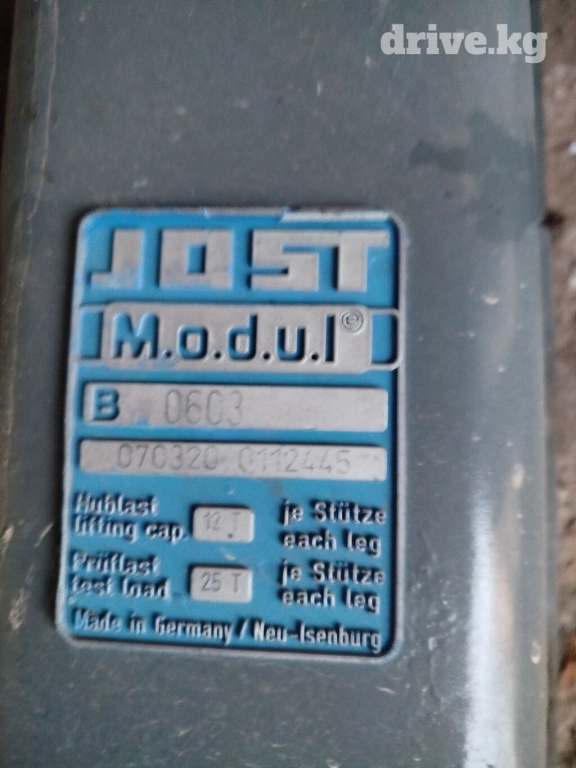 drive.kg
JOST
M.o.d.u.l®
B 0603
070320 0112445
Hublast je Stütze
lifting cap. 12 T each leg
Prüflast je Stütze
test load 25 T each leg
Made in Germany / Neu-Isenburg